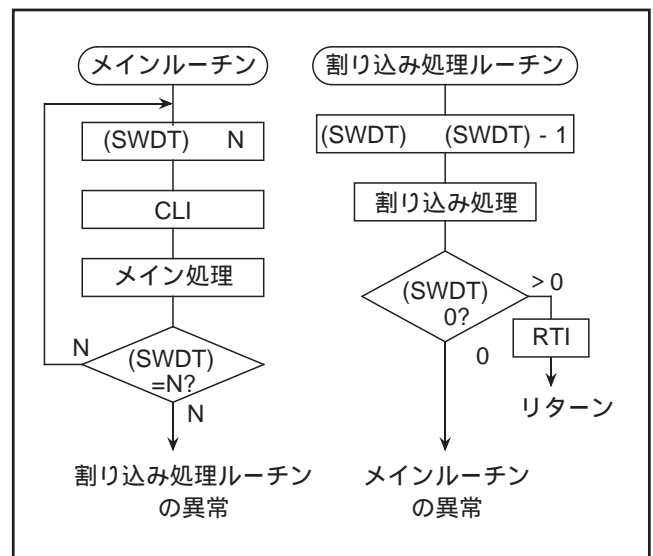 メインルーチン
(SWDT) N
CLI
メイン処理
(SWDT)
=N?
N
N
割り込み処理ルーチン
の異常
割り込み処理ルーチン
(SWDT) (SWDT) - 1
割り込み処理
(SWDT)
0?
> 0
0
RTI
リターン
メインルーチン
の異常